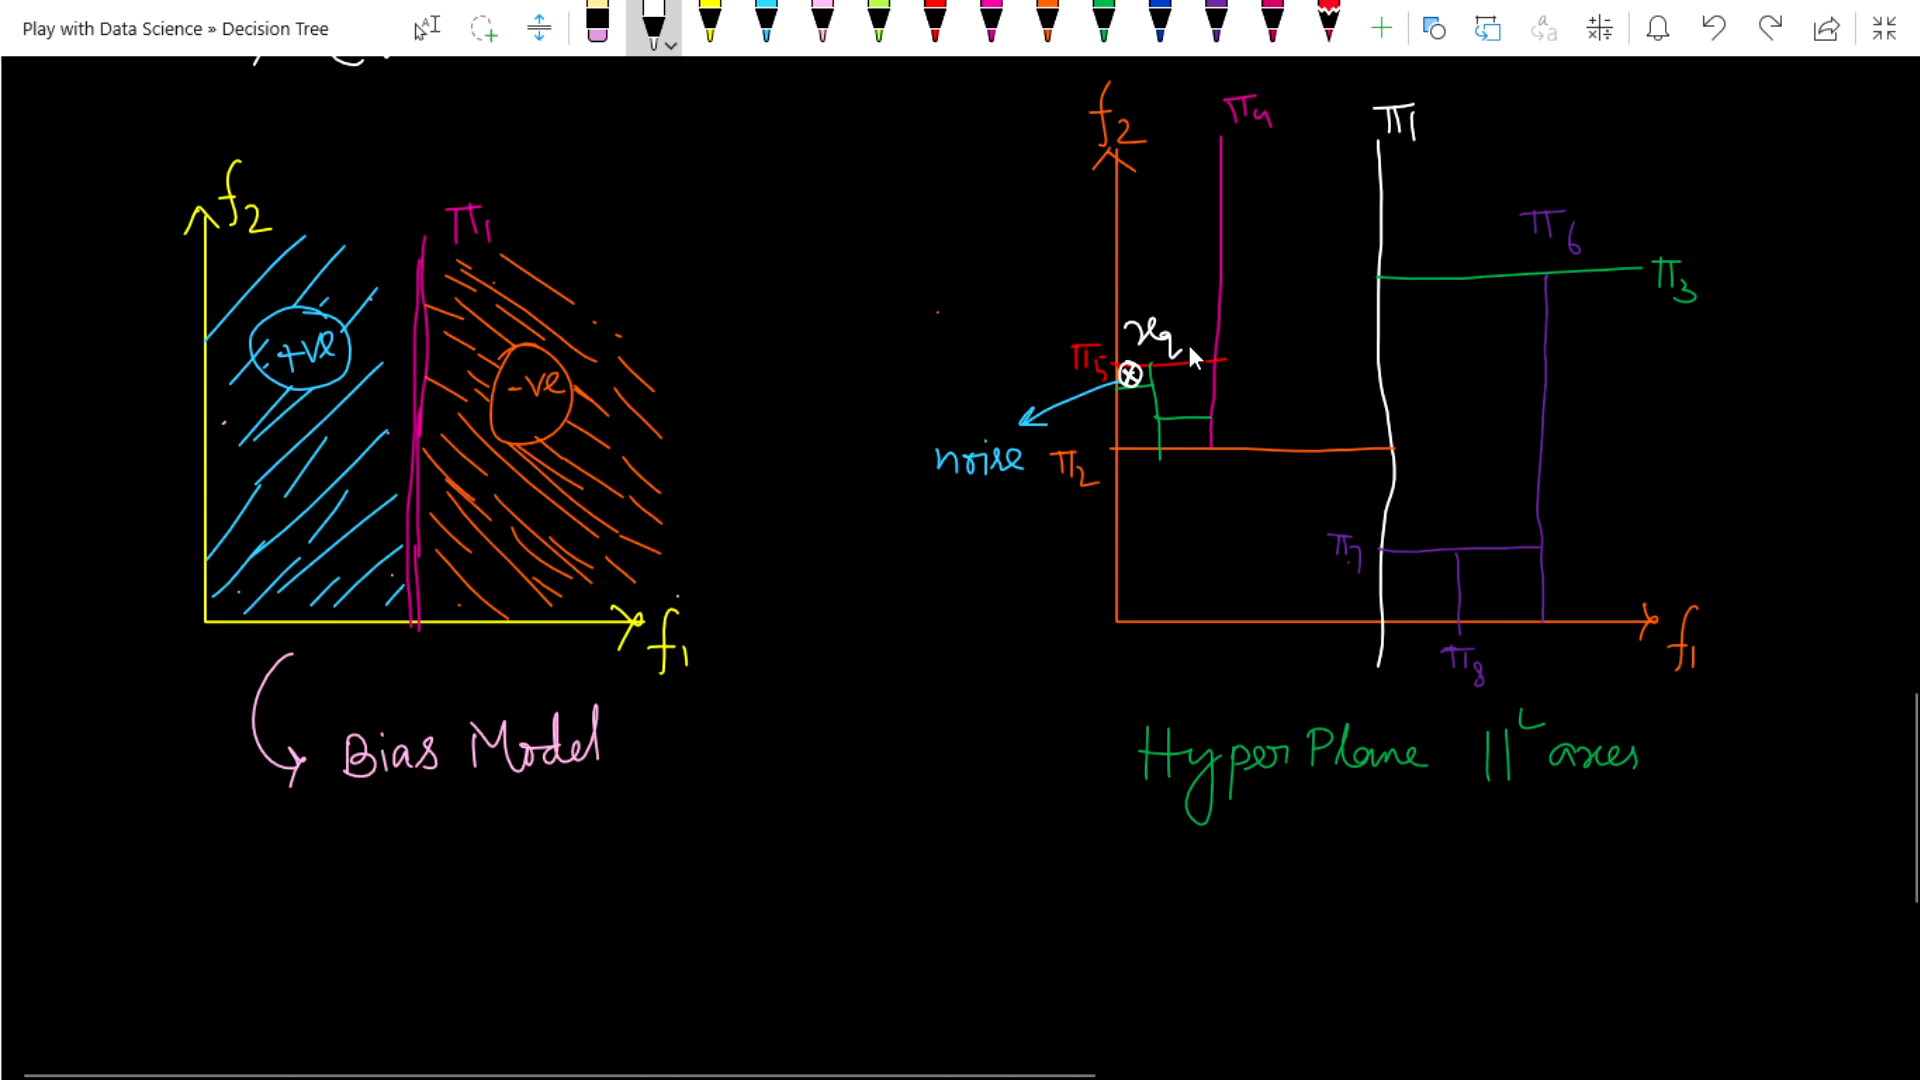 Play with Data Science » Decision Tree
f2
π1
+ve
-ve
f1
Bias Model
f2
π4
π1
π6
π3
xq
π5
noise
π2
π7
π8
f1
Hyper Plane ||L axes